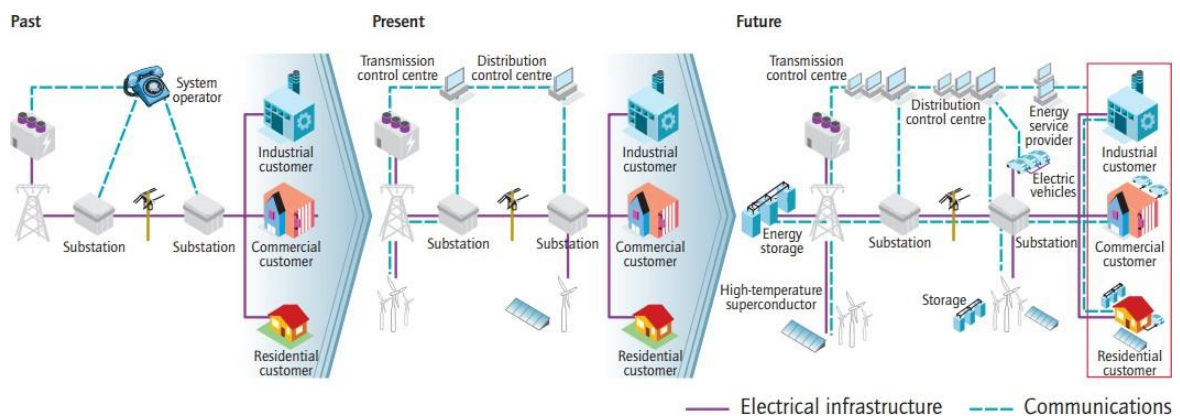 Past
System
operator
Industrial
customer
Substation
Substation
Commercial
customer
Residential
customer
Present
Transmission
control centre
Distribution
control centre
Industrial
customer
Substation
Substation
Commercial
customer
Residential
customer
Future
Transmission
control centre
Distribution
control centre
Energy
service
provider
Industrial
customer
Electric
vehicles
Energy
storage
Substation
Substation
Commercial
customer
High-temperature
superconductor
Storage
Residential
customer
Electrical infrastructure
Communications